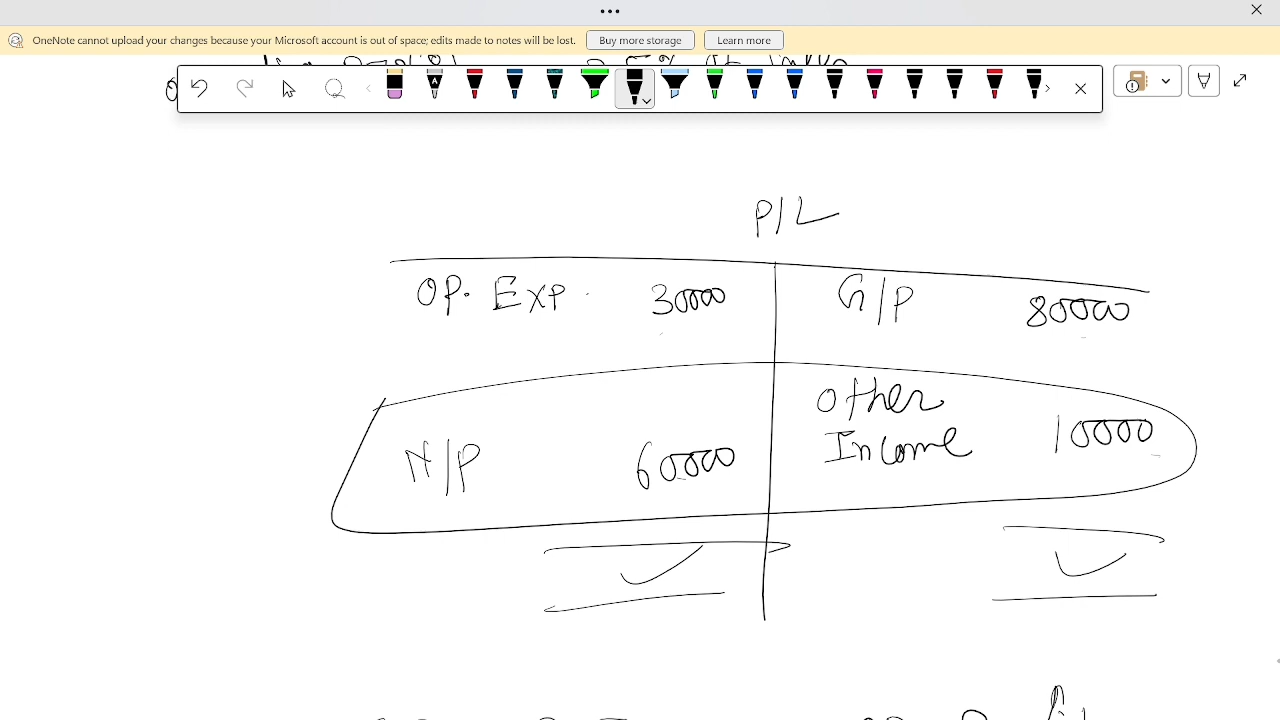 OneNote cannot upload your changes because your Microsoft account is out of space; edits made to notes will be lost. Buy more storage Learn more
P/L
OP. EXP. 30000 G/P 80000
Other
N/P 60000 Income 10000